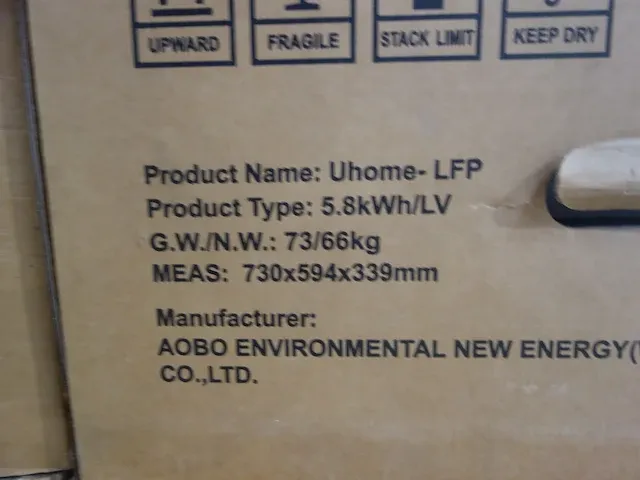 UPWARD FRAGILE STACK LIMIT KEEP DRY
Product Name: Uhome- LFP
Product Type: 5.8kWh/LV
G.W./N.W.: 73/66kg
MEAS: 730x594x339mm
Manufacturer:
AOBO ENVIRONMENTAL NEW ENERGY(
CO.,LTD.